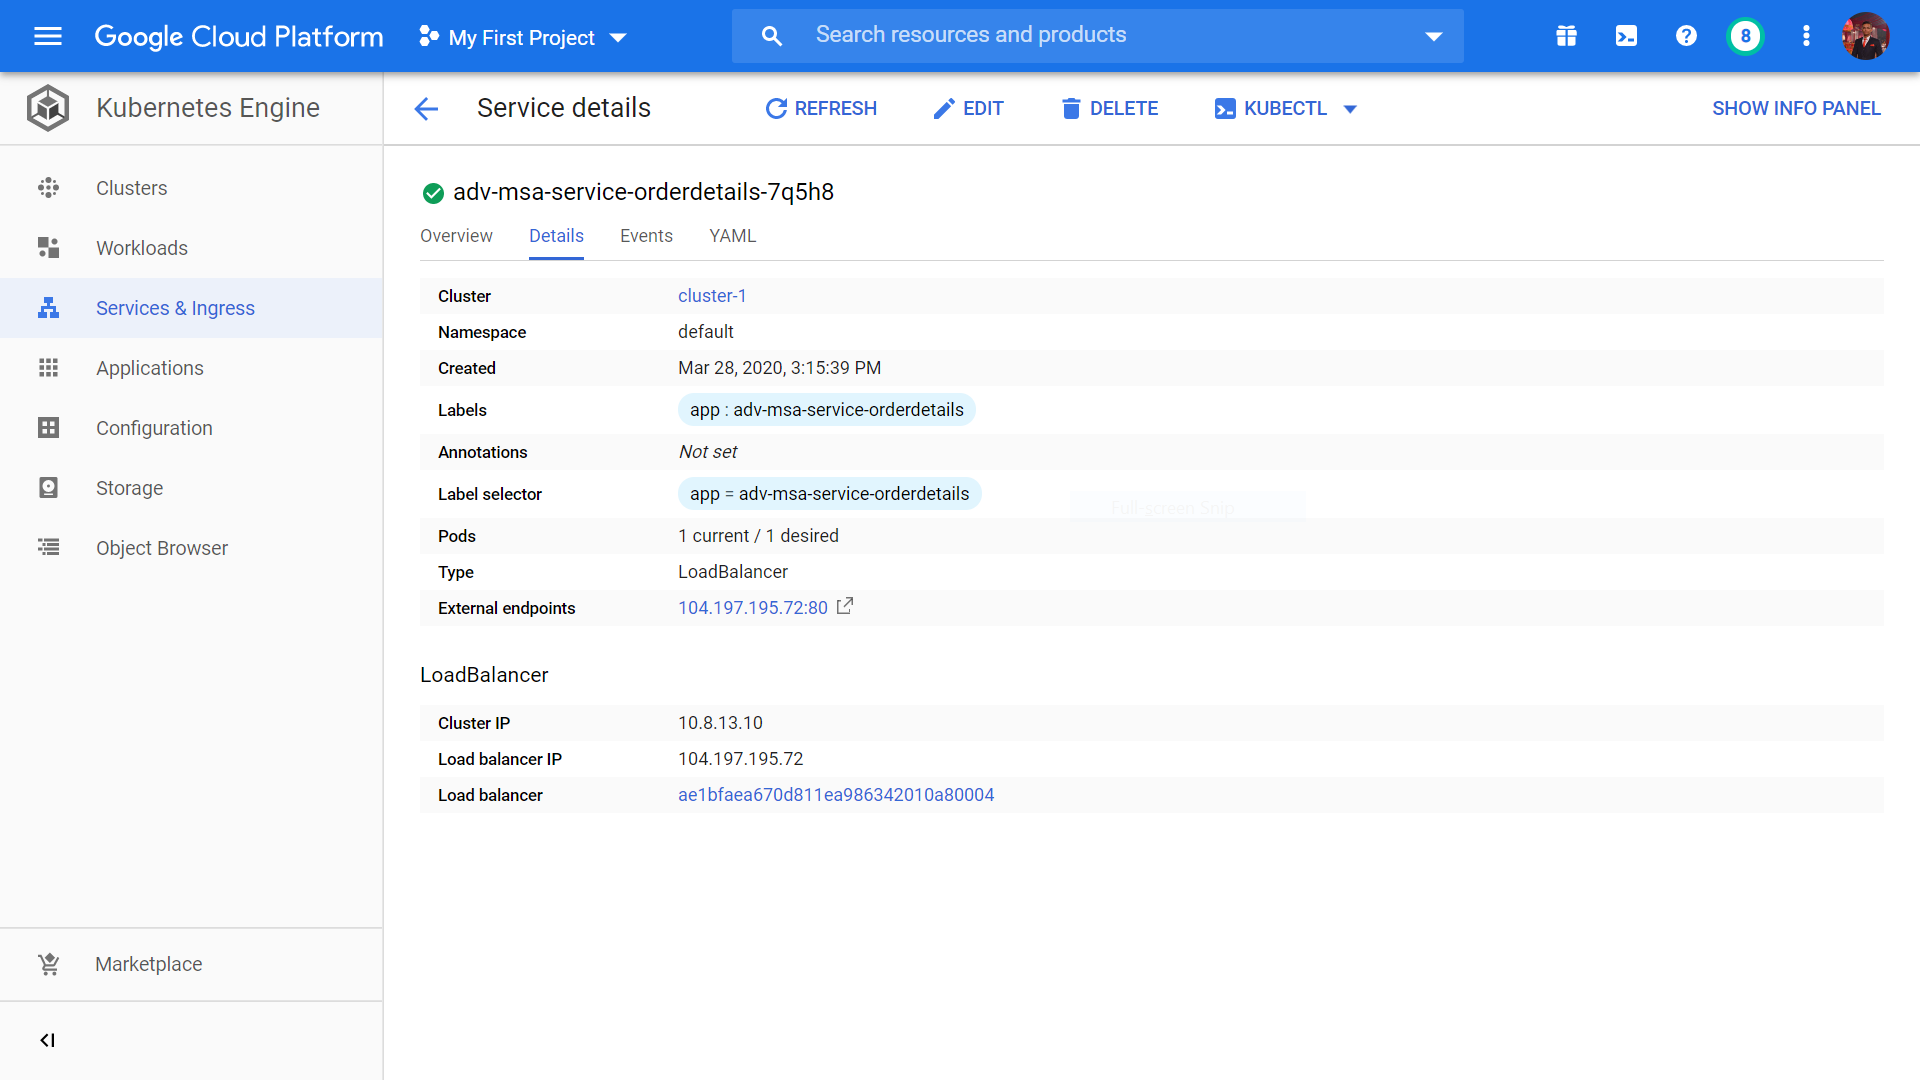 Google Cloud Platform
My First Project
Search resources and products
8
Kubernetes Engine
Service details
REFRESH
EDIT
DELETE
KUBECTL
SHOW INFO PANEL
Clusters
Workloads
Services & Ingress
Applications
Configuration
Storage
Object Browser
Marketplace
adv-msa-service-orderdetails-7q5h8
Overview Details Events YAML
Cluster cluster-1
Namespace default
Created Mar 28, 2020, 3:15:39 PM
Labels app : adv-msa-service-orderdetails
Annotations Not set
Label selector app = adv-msa-service-orderdetails
Full-screen Snip
Pods 1 current / 1 desired
Type LoadBalancer
External endpoints 104.197.195.72:80
LoadBalancer
Cluster IP 10.8.13.10
Load balancer IP 104.197.195.72
Load balancer ae1bfaea670d811ea986342010a80004